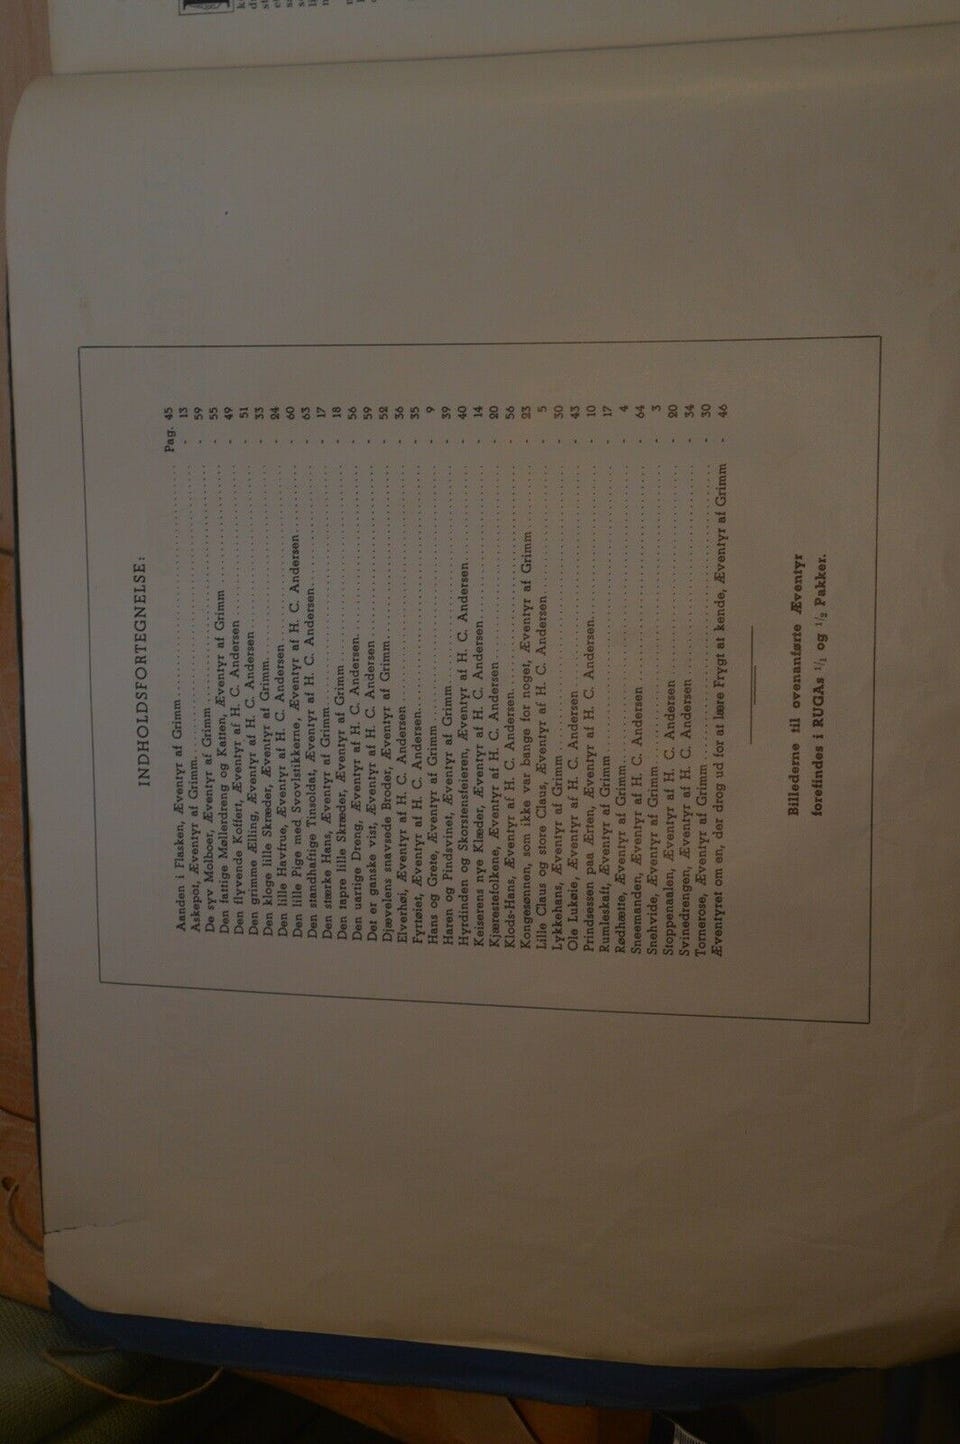 INDHOLDSFORTEGNELSE:
Aanden i Flasken, Æventyr af Grimm.................... Pag. 45
Askepot, Æventyr af Grimm.................... - 13
De syv Molboer, Æventyr af Grimm.................... - 59
Den fattige Møllerdreng og Katten, Æventyr af Grimm.................... - 55
Den flyvende Koffert, Æventyr af H. C. Andersen.................... - 49
Den grimme Ælling, Æventyr af H. C. Andersen.................... - 51
Den kloge lille Skræder, Æventyr af Grimm.................... - 33
Den lille Havfrue, Æventyr af H. C. Andersen.................... - 24
Den lille Pige med Svovlstikkerne, Æventyr af H. C. Andersen.................... - 60
Den standhaftige Tinsoldat, Æventyr af H. C. Andersen.................... - 63
Den stærke Hans, Æventyr af Grimm.................... - 17
Den tapre lille Skræder, Æventyr af Grimm.................... - 18
Den uartige Dreng, Æventyr af H. C. Andersen.................... - 56
Det er ganske vist, Æventyr af H. C. Andersen.................... - 59
Djævelens snavsede Broder, Æventyr af Grimm.................... - 52
Elverhøi, Æventyr af H. C. Andersen.................... - 36
Fyrtøiet, Æventyr af H. C. Andersen.................... - 35
Hans og Grete, Æventyr af Grimm.................... - 9
Haren og Pindsvinet, Æventyr af Grimm.................... - 39
Hyrdinden og Skorstensfeieren, Æventyr af H. C. Andersen.................... - 40
Keiserens nye Klæder, Æventyr af H. C. Andersen.................... - 14
Kjærestefolkene, Æventyr af H. C. Andersen.................... - 20
Klods-Hans, Æventyr af H. C. Andersen.................... - 56
Kongesønnen, som ikke var bange for noget, Æventyr af Grimm.................... - 23
Lille Claus og store Claus, Æventyr af H. C. Andersen.................... - 5
Lykkehans, Æventyr af Grimm.................... - 30
Ole Lukøie, Æventyr af H. C. Andersen.................... - 43
Prindsessen paa Ærten, Æventyr af H. C. Andersen.................... - 10
Rumleskaft, Æventyr af Grimm.................... - 17
Rødhætte, Æventyr af Grimm.................... - 4
Sneemanden, Æventyr af H. C. Andersen.................... - 64
Snehvide, Æventyr af Grimm.................... - 3
Stoppenaalen, Æventyr af H. C. Andersen.................... - 20
Svinedrengen, Æventyr af H. C. Andersen.................... - 34
Tornerose, Æventyr af Grimm.................... - 30
Æventyret om en, der drog ud for at lære Frygt at kende, Æventyr af Grimm - 46
Billederne til ovenanførte Æventyr
forefindes i RUGAs 1/1 og 1/2 Pakker.